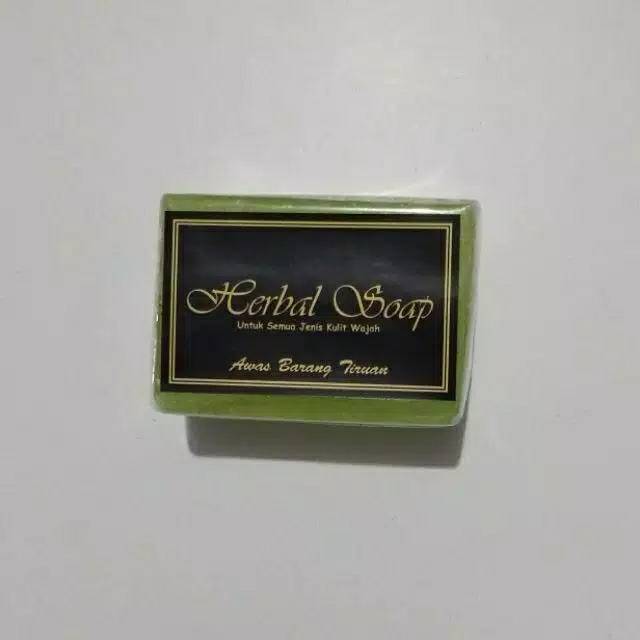 Herbal Soap
Untuk Semua Jenis Kulit Wajah
Awas Barang Tiruan